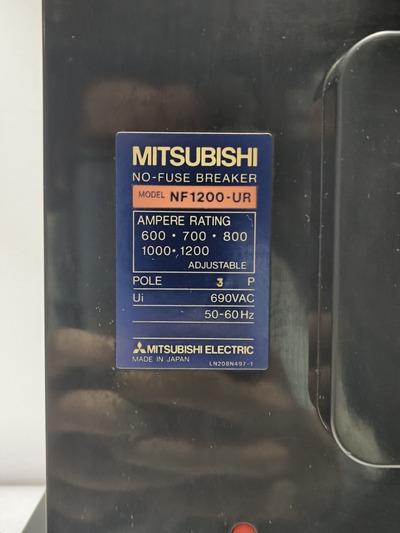 MITSUBISHI
NO-FUSE BREAKER
MODEL NF1200-UR
AMPERE RATING
600・700・800
1000・1200
ADJUSTABLE
POLE 3 P
Ui 690VAC
50-60Hz
MITSUBISHI ELECTRIC
MADE IN JAPAN LN208N497-1